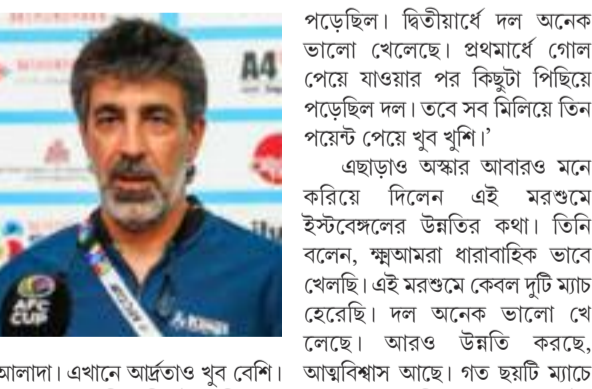 A4
AFC
CUP
আলাদা। এখানে আর্দ্রতাও খুব বেশি।
পড়েছিল। দ্বিতীয়ার্ধে দল অনেক
ভালো খেলেছে। প্রথমার্ধে গোল
পেয়ে যাওয়ার পর কিছুটা পিছিয়ে
পড়েছিল দল। তবে সব মিলিয়ে তিন
পয়েন্ট পেয়ে খুব খুশি।’
এছাড়াও অস্কার আবারও মনে
করিয়ে দিলেন এই মরশুমে
ইস্টবেঙ্গলের উন্নতির কথা। তিনি
বলেন, ক্ষ্মআমরা ধারাবাহিক ভাবে
খেলছি। এই মরশুমে কেবল দুটি ম্যাচ
হেরেছি। দল অনেক ভালো খে
লেছে। আরও উন্নতি করছে,
আত্মবিশ্বাস আছে। গত ছয়টি ম্যাচে